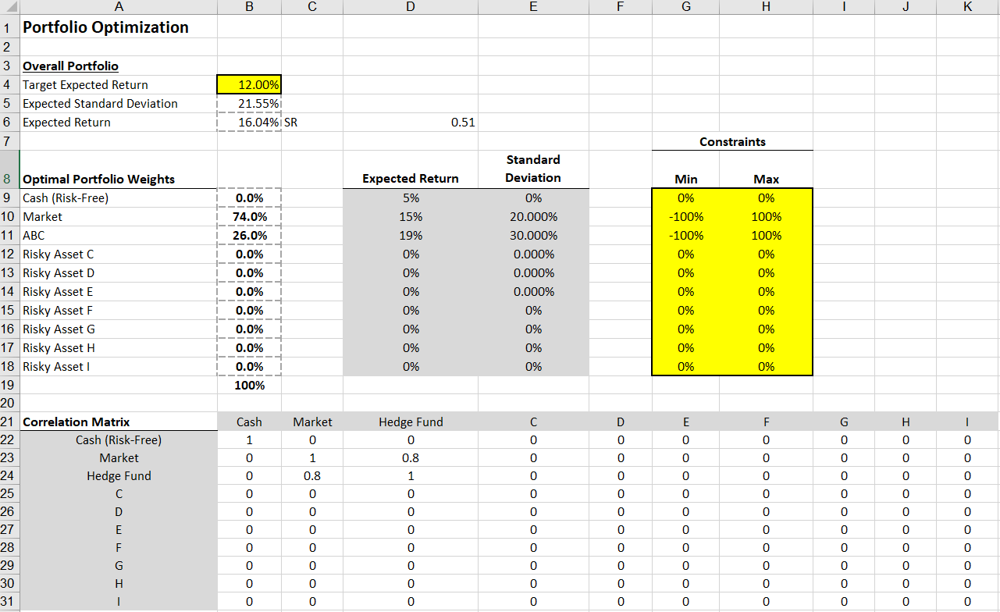 A B C D E F G H I J K
1 Portfolio Optimization
2
3 Overall Portfolio
4 Target Expected Return 12.00%
5 Expected Standard Deviation 21.55%
6 Expected Return 16.04% SR 0.51
7 Constraints
Standard
8 Optimal Portfolio Weights Expected Return Deviation Min Max
9 Cash (Risk-Free) 0.0% 5% 0% 0% 0%
10 Market 74.0% 15% 20.000% -100% 100%
11 ABC 26.0% 19% 30.000% -100% 100%
12 Risky Asset C 0.0% 0% 0.000% 0% 0%
13 Risky Asset D 0.0% 0% 0.000% 0% 0%
14 Risky Asset E 0.0% 0% 0.000% 0% 0%
15 Risky Asset F 0.0% 0% 0% 0% 0%
16 Risky Asset G 0.0% 0% 0% 0% 0%
17 Risky Asset H 0.0% 0% 0% 0% 0%
18 Risky Asset I 0.0% 0% 0% 0% 0%
19 100%
20
21 Correlation Matrix Cash Market Hedge Fund C D E F G H I
22 Cash (Risk-Free) 1 0 0 0 0 0 0 0 0 0
23 Market 0 1 0.8 0 0 0 0 0 0 0
24 Hedge Fund 0 0.8 1 0 0 0 0 0 0 0
25 C 0 0 0 0 0 0 0 0 0 0
26 D 0 0 0 0 0 0 0 0 0 0
27 E 0 0 0 0 0 0 0 0 0 0
28 F 0 0 0 0 0 0 0 0 0 0
29 G 0 0 0 0 0 0 0 0 0 0
30 H 0 0 0 0 0 0 0 0 0 0
31 I 0 0 0 0 0 0 0 0 0 0